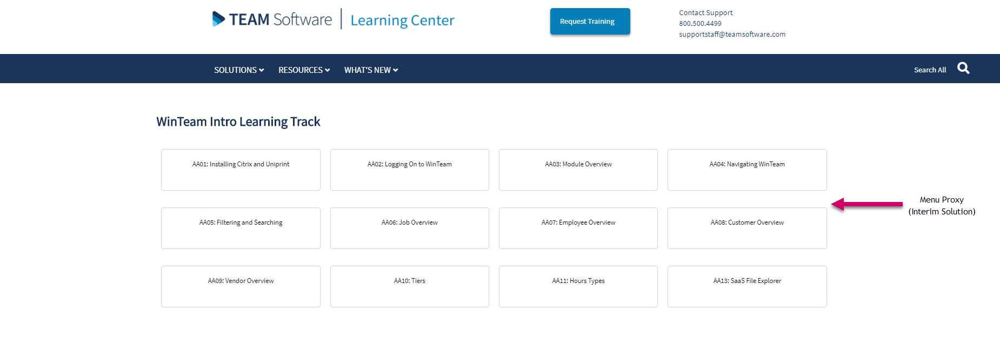 TEAM Software | Learning Center
Request Training
Contact Support
800.500.4499
supportstaff@teamsoftware.com
SOLUTIONS
RESOURCES
WHAT'S NEW
Search All
WinTeam Intro Learning Track
AA01: Installing Citrix and Uniprint
AA02: Logging On to WinTeam
AA03: Module Overview
AA04: Navigating WinTeam
Menu Proxy
(Interim Solution)
AA05: Filtering and Searching
AA06: Job Overview
AA07: Employee Overview
AA08: Customer Overview
AA09: Vendor Overview
AA10: Tiers
AA11: Hours Types
AA13: SaaS File Explorer